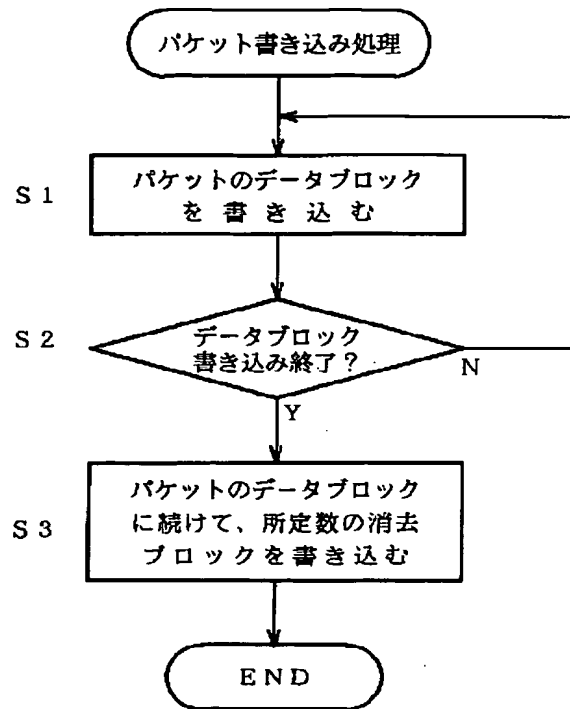 パケット書き込み処理
S1
パケットのデータブロック
を書き込む
S2
データブロック
書き込み終了?
N
Y
S3
パケットのデータブロック
に続けて、所定数の消去
ブロックを書き込む
END